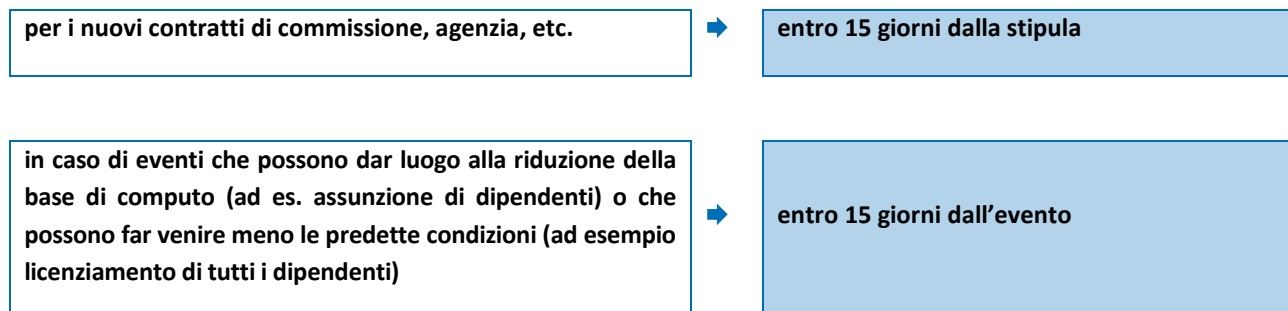 per i nuovi contratti di commissione, agenzia, etc.
entro 15 giorni dalla stipula
in caso di eventi che possono dar luogo alla riduzione della
base di computo (ad es. assunzione di dipendenti) o che
possono far venire meno le predette condizioni (ad esempio
licenziamento di tutti i dipendenti)
entro 15 giorni dall’evento